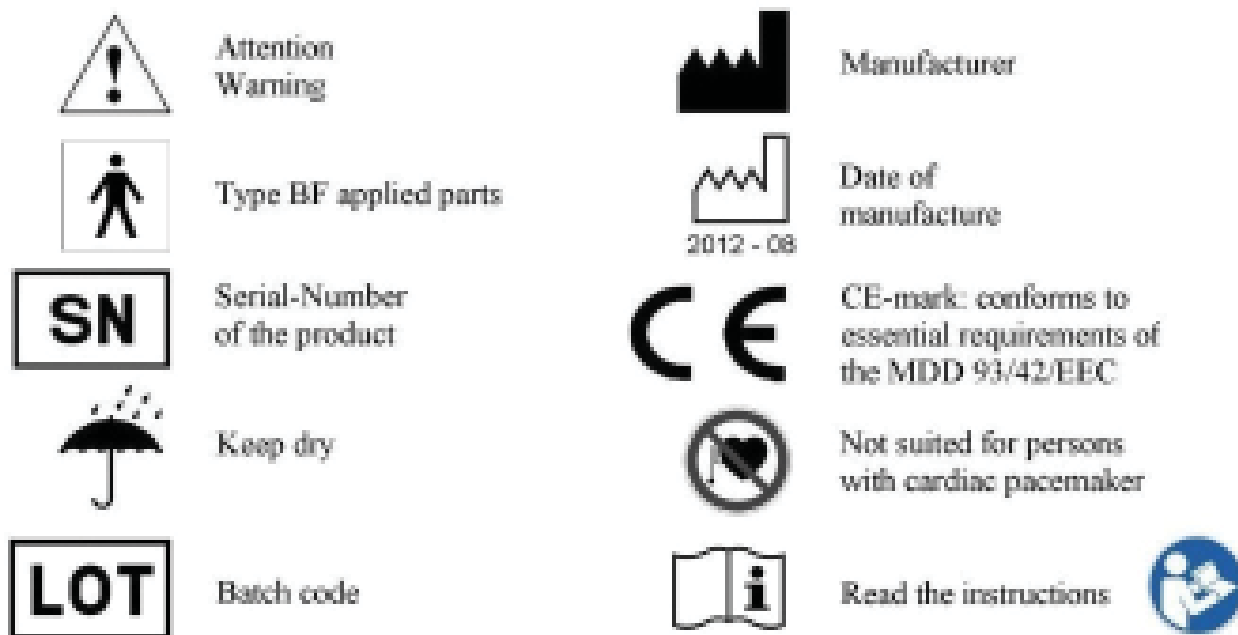 Attention
Warning
Manufacturer
Type BF applied parts
Date of
manufacture
2012 - 08
SN
Serial-Number
of the product
CE
CE-mark: conforms to
essential requirements of
the MDD 93/42/EEC
Keep dry
Not suited for persons
with cardiac pacemaker
LOT
Batch code
i
Read the instructions